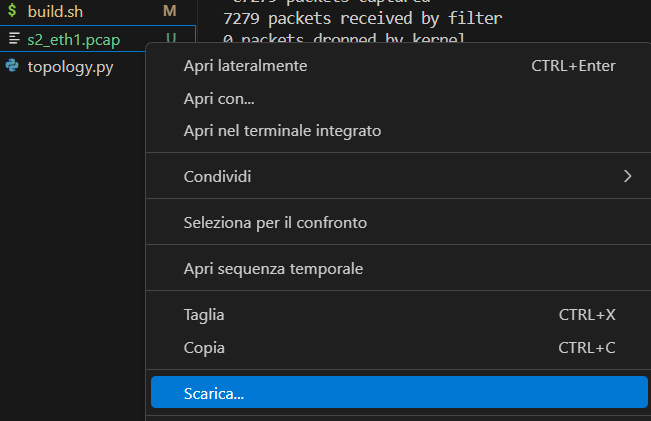 build.sh M
7279 packets captured
7279 packets received by filter
s2_eth1.pcap U
0 packets dropped by kernel
topology.py
Apri lateralmente CTRL+Enter
Apri con...
Apri nel terminale integrato
Condividi
Seleziona per il confronto
Apri sequenza temporale
Taglia CTRL+X
Copia CTRL+C
Scarica...